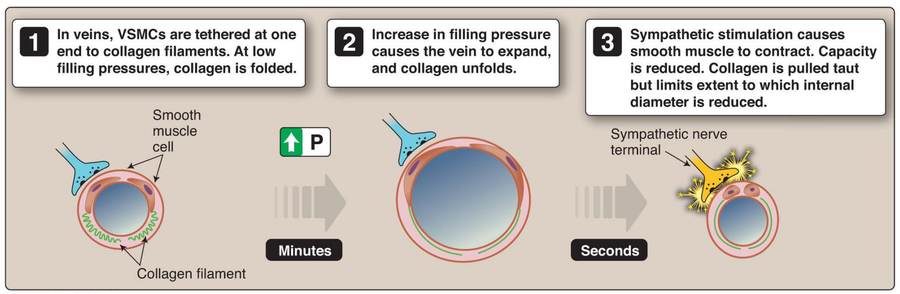 1
In veins, VSMCs are tethered at one
end to collagen filaments. At low
filling pressures, collagen is folded.
2
Increase in filling pressure
causes the vein to expand,
and collagen unfolds.
3
Sympathetic stimulation causes
smooth muscle to contract. Capacity
is reduced. Collagen is pulled taut
but limits extent to which internal
diameter is reduced.
Smooth
muscle
cell
P
Sympathetic nerve
terminal
Minutes
Seconds
Collagen filament